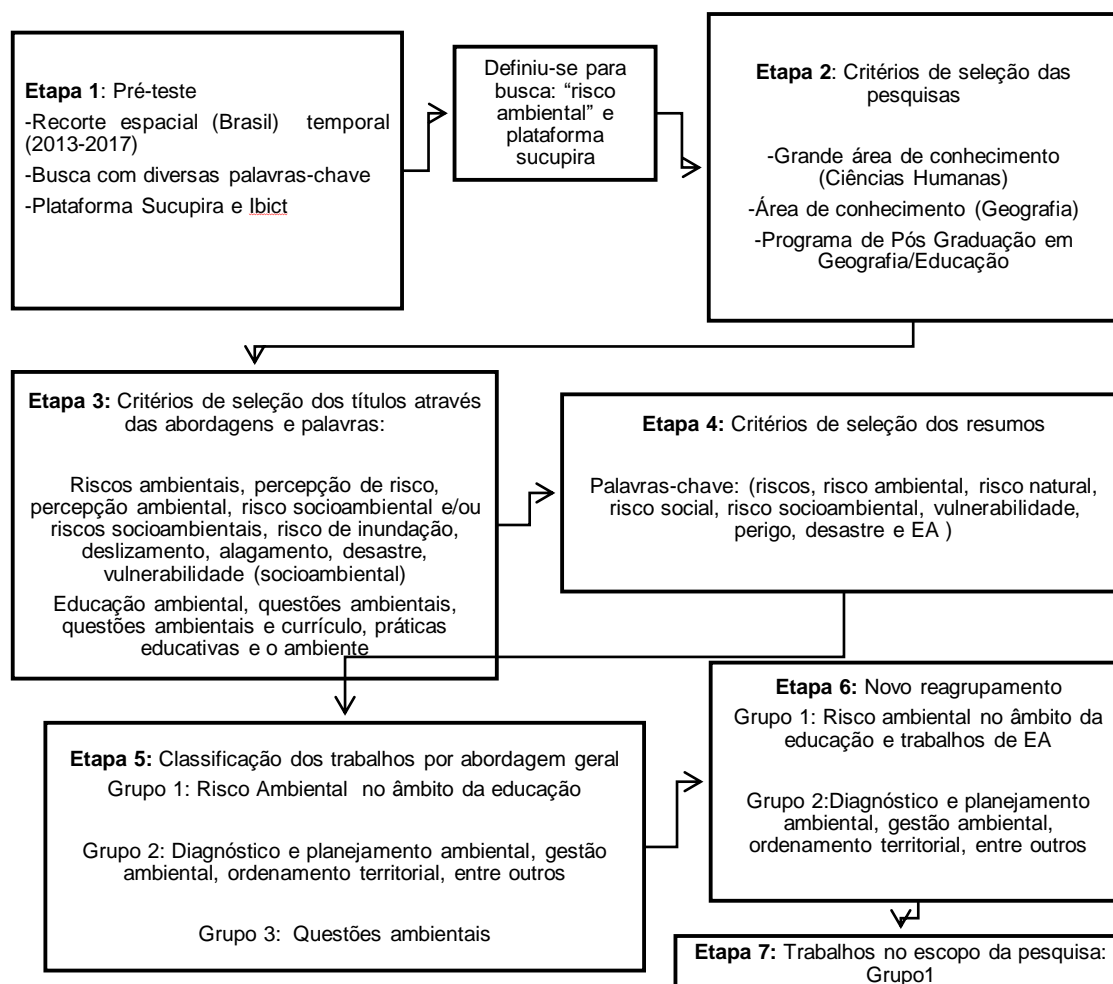 Etapa 1: Pré-teste
-Recorte espacial (Brasil) temporal
(2013-2017)
-Busca com diversas palavras-chave
-Plataforma Sucupira e Ibict
Definiu-se para
busca: “risco
ambiental” e
plataforma
sucupira
Etapa 2: Critérios de seleção das
pesquisas
-Grande área de conhecimento
(Ciências Humanas)
-Área de conhecimento (Geografia)
-Programa de Pós Graduação em
Geografia/Educação
Etapa 3: Critérios de seleção dos títulos através
das abordagens e palavras:
Riscos ambientais, percepção de risco,
percepção ambiental, risco socioambiental e/ou
riscos socioambientais, risco de inundação,
deslizamento, alagamento, desastre,
vulnerabilidade (socioambiental)
Educação ambiental, questões ambientais,
questões ambientais e currículo, práticas
educativas e o ambiente
Etapa 4: Critérios de seleção dos resumos
Palavras-chave: (riscos, risco ambiental, risco natural,
risco social, risco socioambiental, vulnerabilidade,
perigo, desastre e EA )
Etapa 5: Classificação dos trabalhos por abordagem geral
Grupo 1: Risco Ambiental no âmbito da educação
Grupo 2: Diagnóstico e planejamento ambiental, gestão
ambiental, ordenamento territorial, entre outros
Grupo 3: Questões ambientais
Etapa 6: Novo reagrupamento
Grupo 1: Risco ambiental no âmbito da
educação e trabalhos de EA
Grupo 2:Diagnóstico e planejamento
ambiental, gestão ambiental,
ordenamento territorial, entre outros
Etapa 7: Trabalhos no escopo da pesquisa:
Grupo1